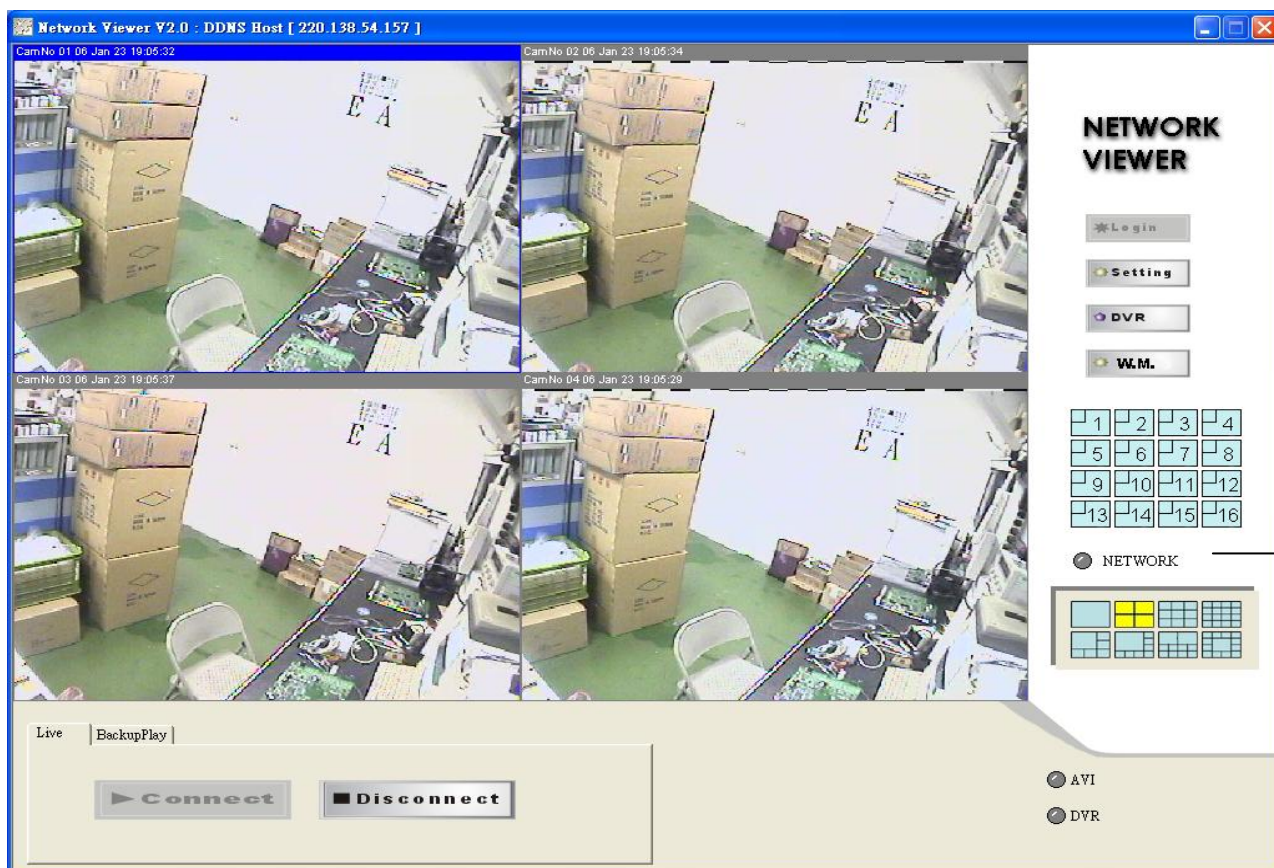 Network Viewer V2.0 : DDNS Host [ 220.138.54.157 ]
CamNo 01 06 Jan 23 19:05:32
CamNo 02 06 Jan 23 19:05:34
E A
E A
CamNo 03 06 Jan 23 19:05:37
CamNo 04 06 Jan 23 19:05:29
E A
E A
NETWORK
VIEWER
Login
Setting
DVR
W.M.
1 2 3 4
5 6 7 8
9 10 11 12
13 14 15 16
NETWORK
Live BackupPlay
Connect Disconnect
AVI
DVR